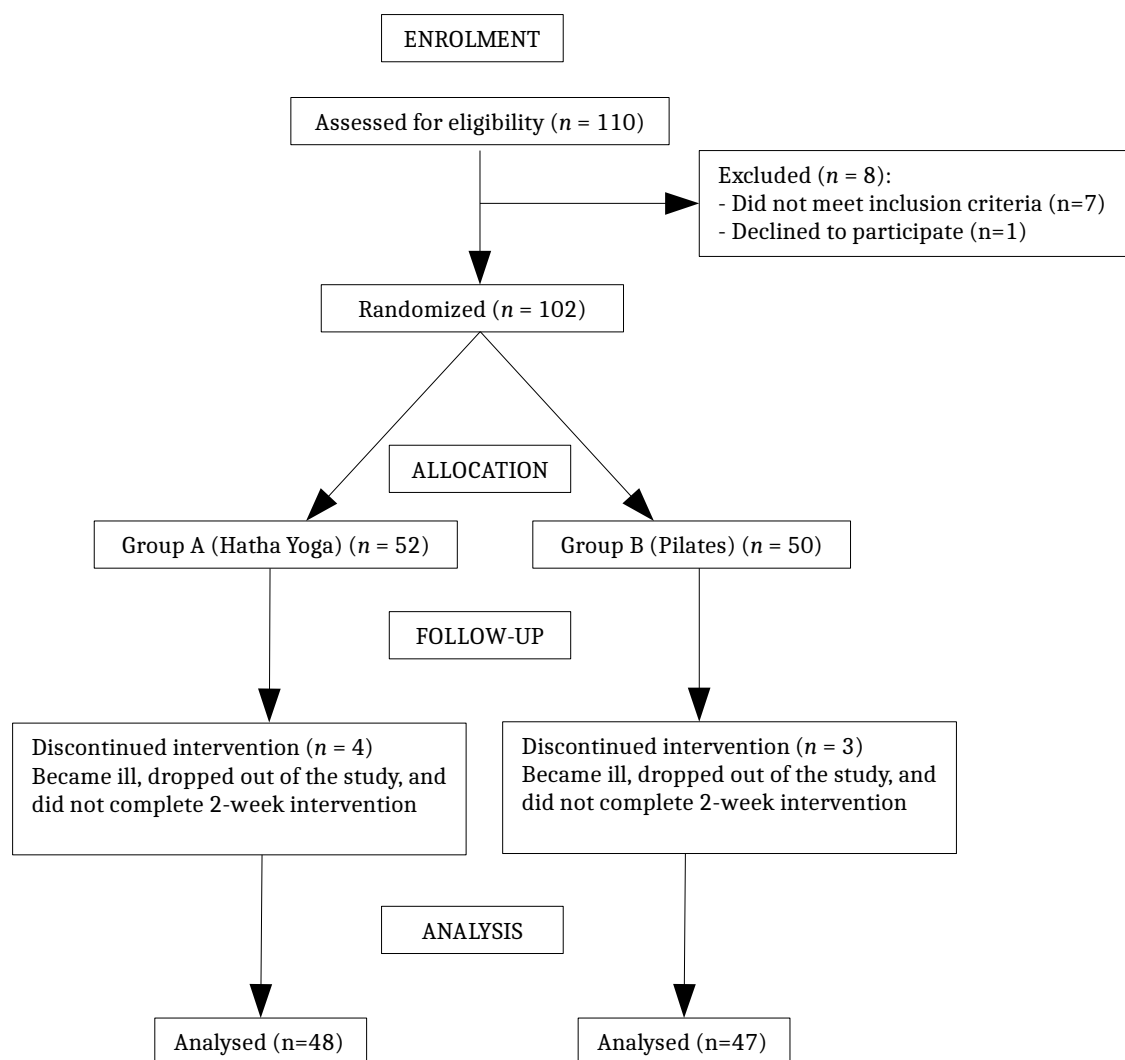 ENROLMENT
Assessed for eligibility (n = 110)
Excluded (n = 8):
- Did not meet inclusion criteria (n=7)
- Declined to participate (n=1)
Randomized (n = 102)
ALLOCATION
Group A (Hatha Yoga) (n = 52)
Group B (Pilates) (n = 50)
FOLLOW-UP
Discontinued intervention (n = 4)
Became ill, dropped out of the study, and
did not complete 2-week intervention
Discontinued intervention (n = 3)
Became ill, dropped out of the study, and
did not complete 2-week intervention
ANALYSIS
Analysed (n=48)
Analysed (n=47)